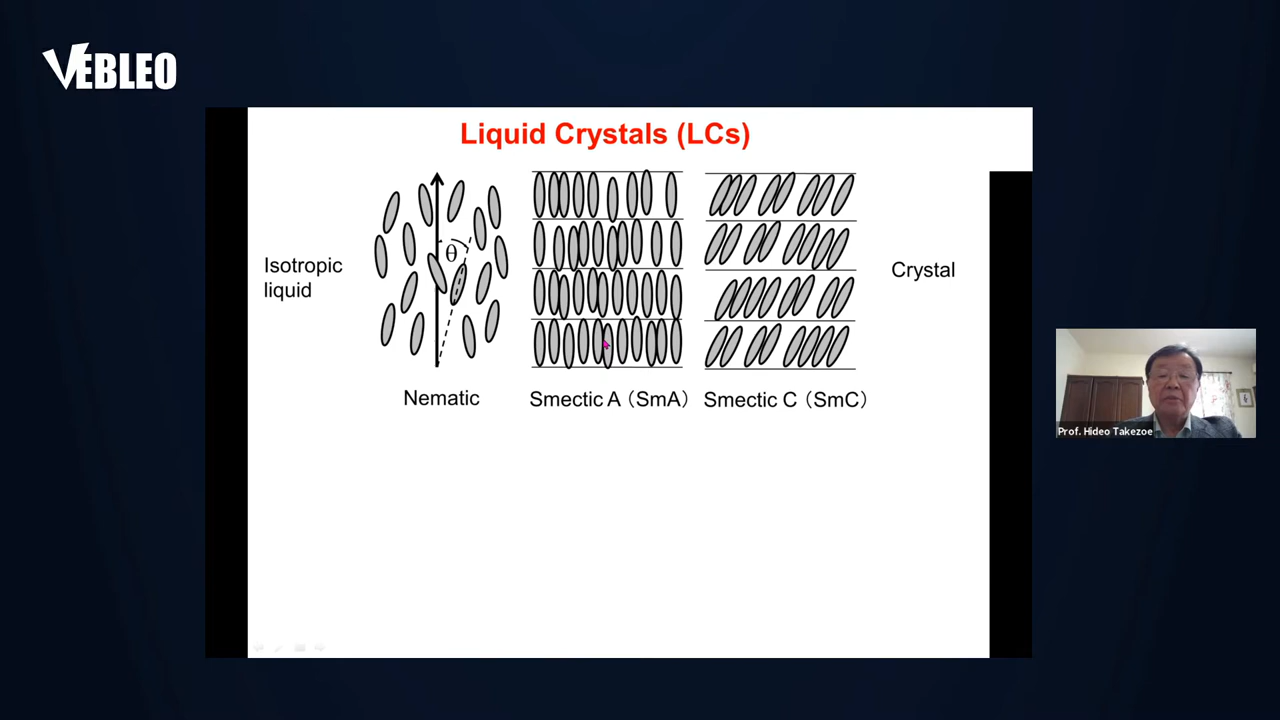 VEBLEO
Liquid Crystals (LCs)
θ
Isotropic
liquid
Crystal
Nematic
Smectic A（SmA）
Smectic C（SmC）
Prof. Hideo Takezoe